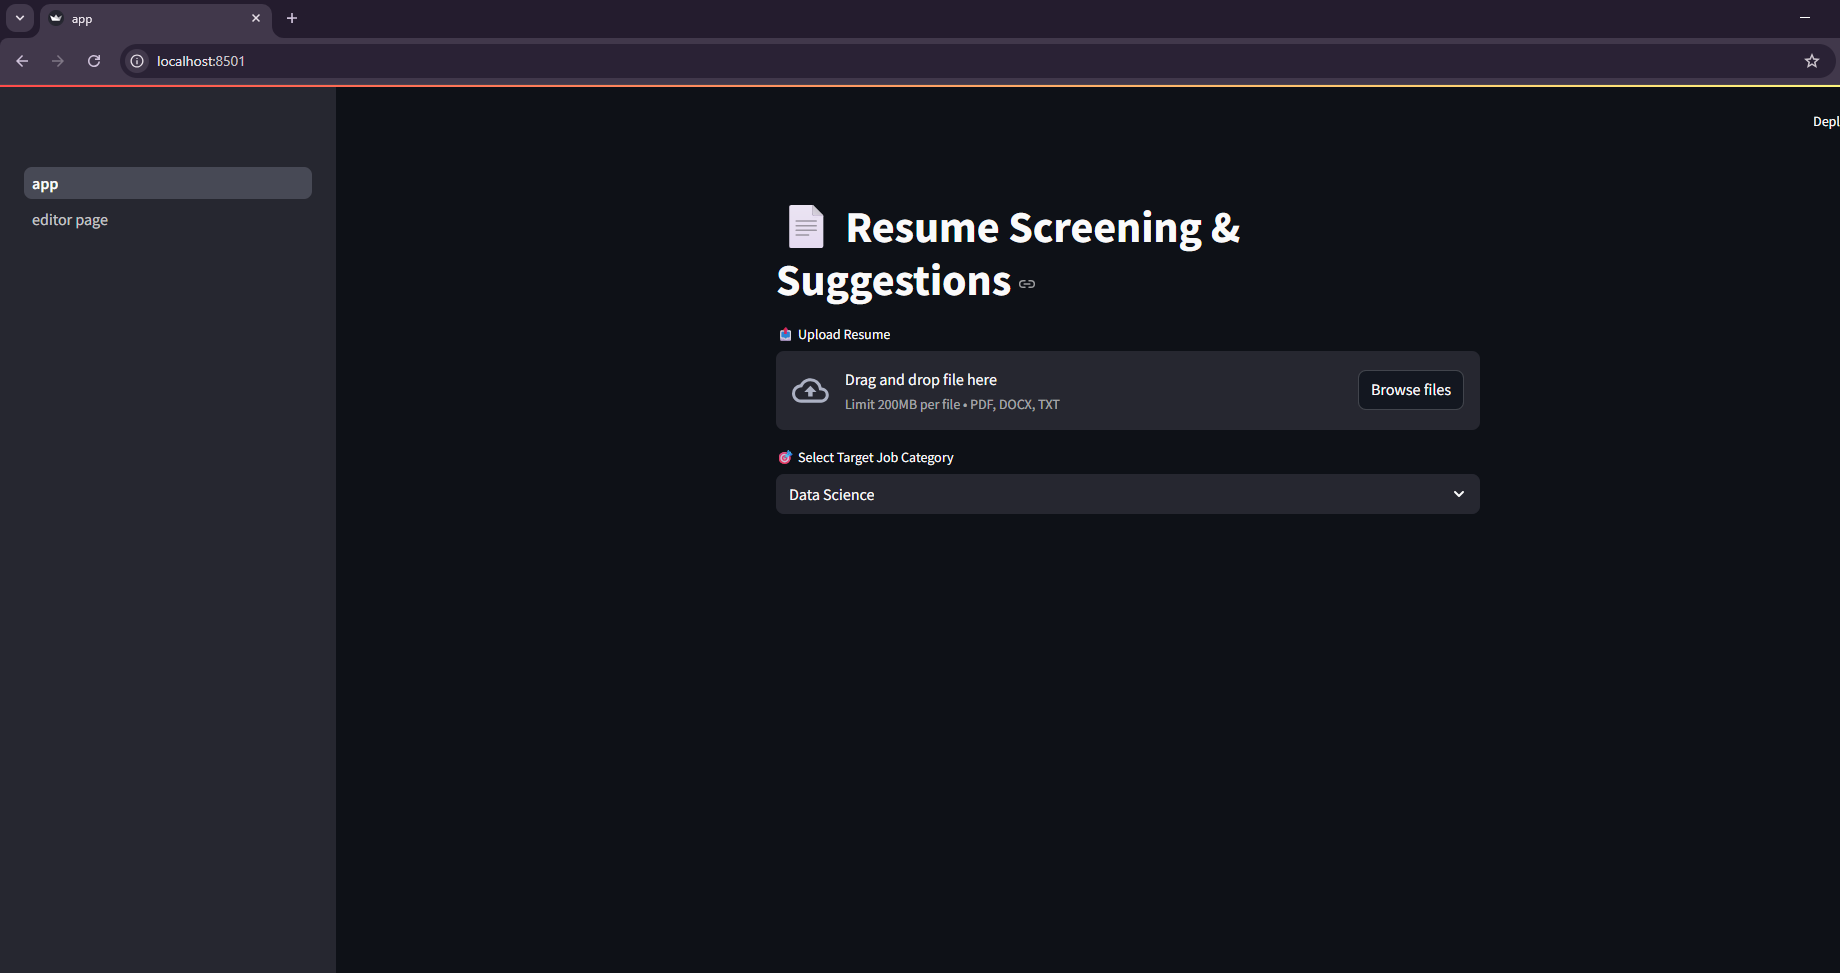 app
localhost:8501
Depl
app
editor page
Resume Screening &
Suggestions
Upload Resume
Drag and drop file here
Limit 200MB per file • PDF, DOCX, TXT
Browse files
Select Target Job Category
Data Science